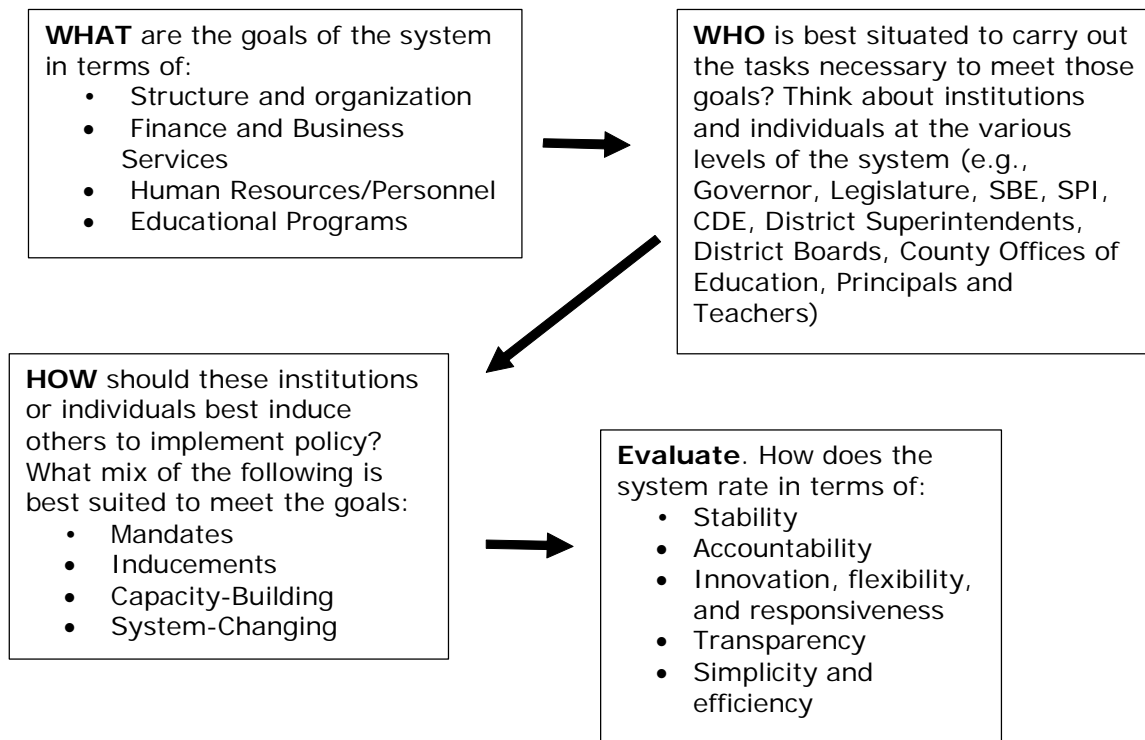 WHAT are the goals of the system
in terms of:
• Structure and organization
• Finance and Business
Services
• Human Resources/Personnel
• Educational Programs
WHO is best situated to carry out
the tasks necessary to meet those
goals? Think about institutions
and individuals at the various
levels of the system (e.g.,
Governor, Legislature, SBE, SPI,
CDE, District Superintendents,
District Boards, County Offices of
Education, Principals and
Teachers)
HOW should these institutions
or individuals best induce
others to implement policy?
What mix of the following is
best suited to meet the goals:
• Mandates
• Inducements
• Capacity-Building
• System-Changing
Evaluate. How does the
system rate in terms of:
• Stability
• Accountability
• Innovation, flexibility,
and responsiveness
• Transparency
• Simplicity and
efficiency